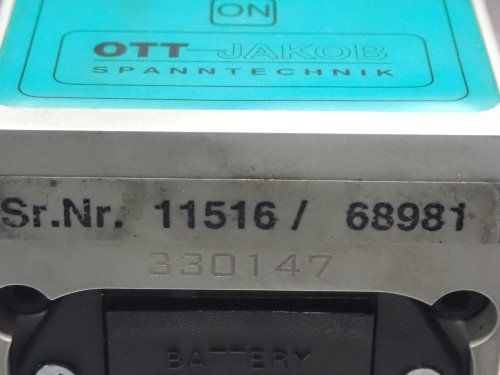 ON
OTT-JAKOB
SPANNTECHNIK
Sr.Nr. 11516 / 68981
330147
BATTERY